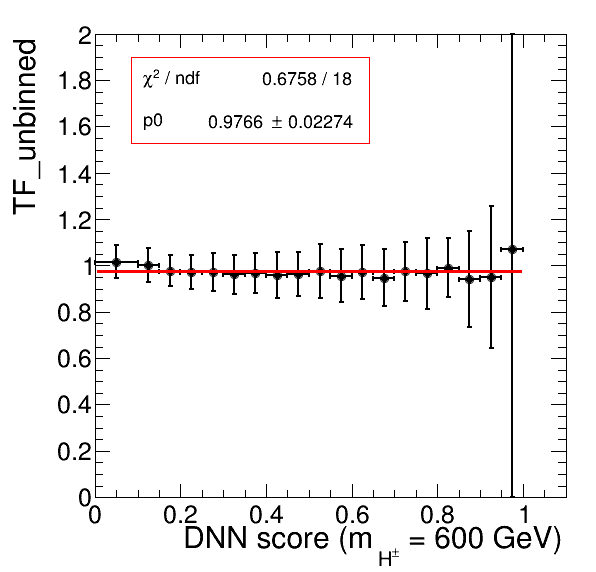 TF_unbinned
2
1.8
1.6
1.4
1.2
1
0.8
0.6
0.4
0.2
0
χ² / ndf 0.6758 / 18
p0 0.9766 ± 0.02274
0 0.2 0.4 0.6 0.8 1
DNN score (m_H± = 600 GeV)